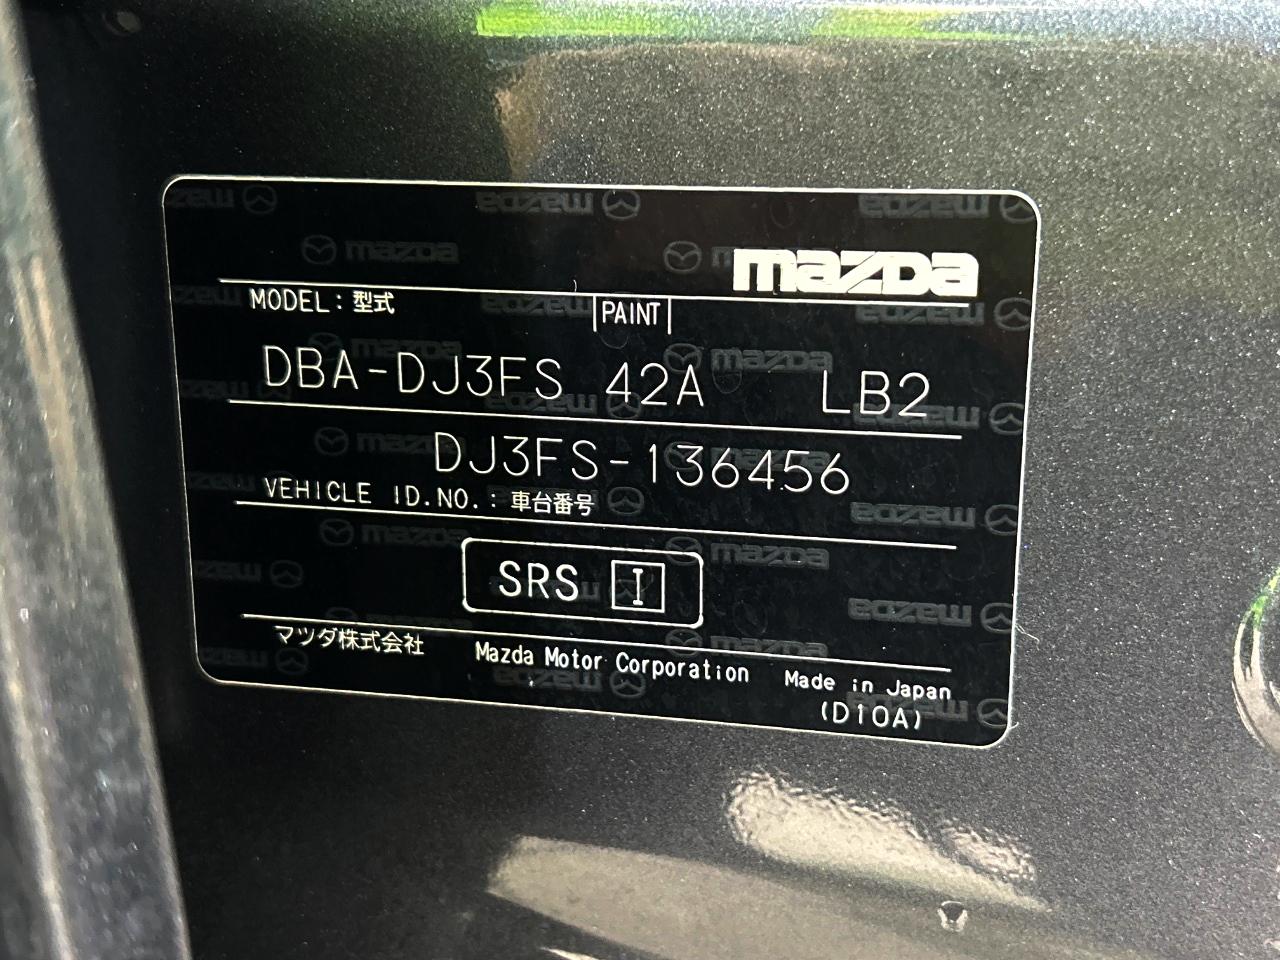 mazda
MODEL：型式 PAINT
DBA-DJ3FS 42A LB2
DJ3FS-136456
VEHICLE ID.NO.：車台番号
SRS I
マツダ株式会社 Mazda Motor Corporation Made in Japan
(D10A)